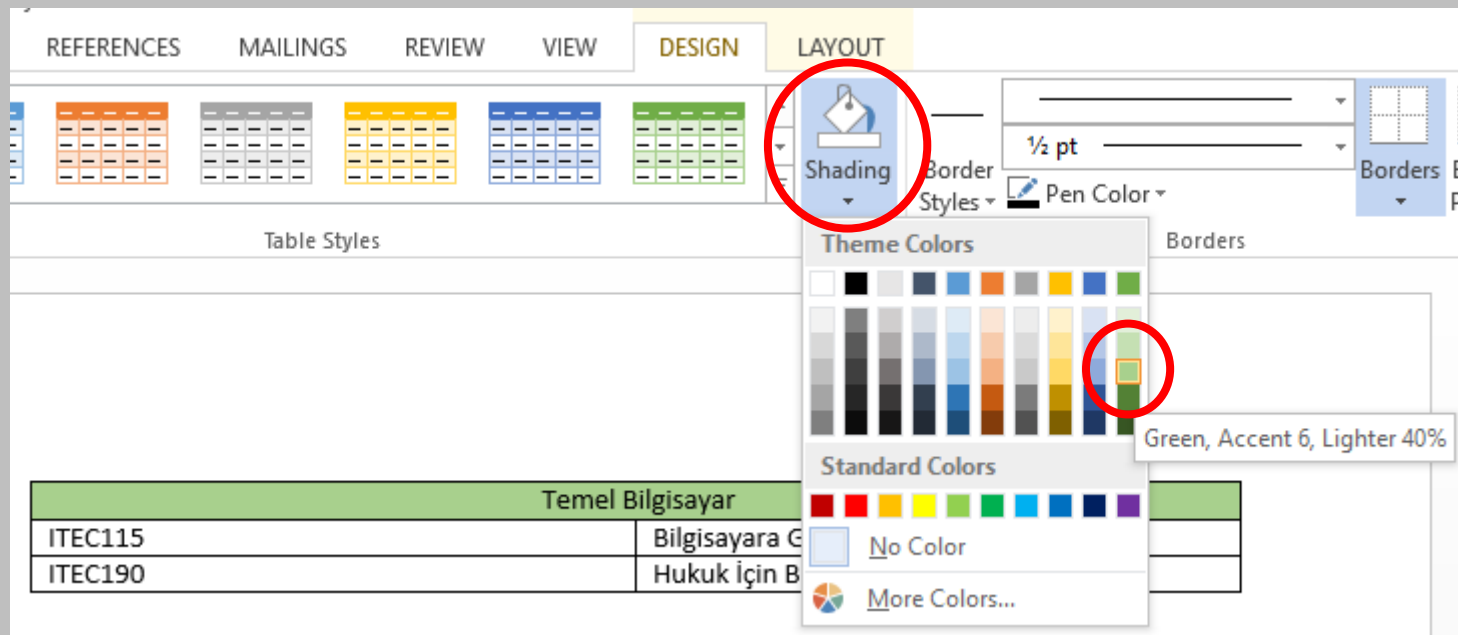 REFERENCES MAILINGS REVIEW VIEW DESIGN LAYOUT
Shading
Border
Styles
½ pt
Pen Color
Borders
Table Styles
Borders
Theme Colors
Green, Accent 6, Lighter 40%
Standard Colors
No Color
More Colors...
Temel Bilgisayar
ITEC115 Bilgisayara
ITEC190 Hukuk İçin